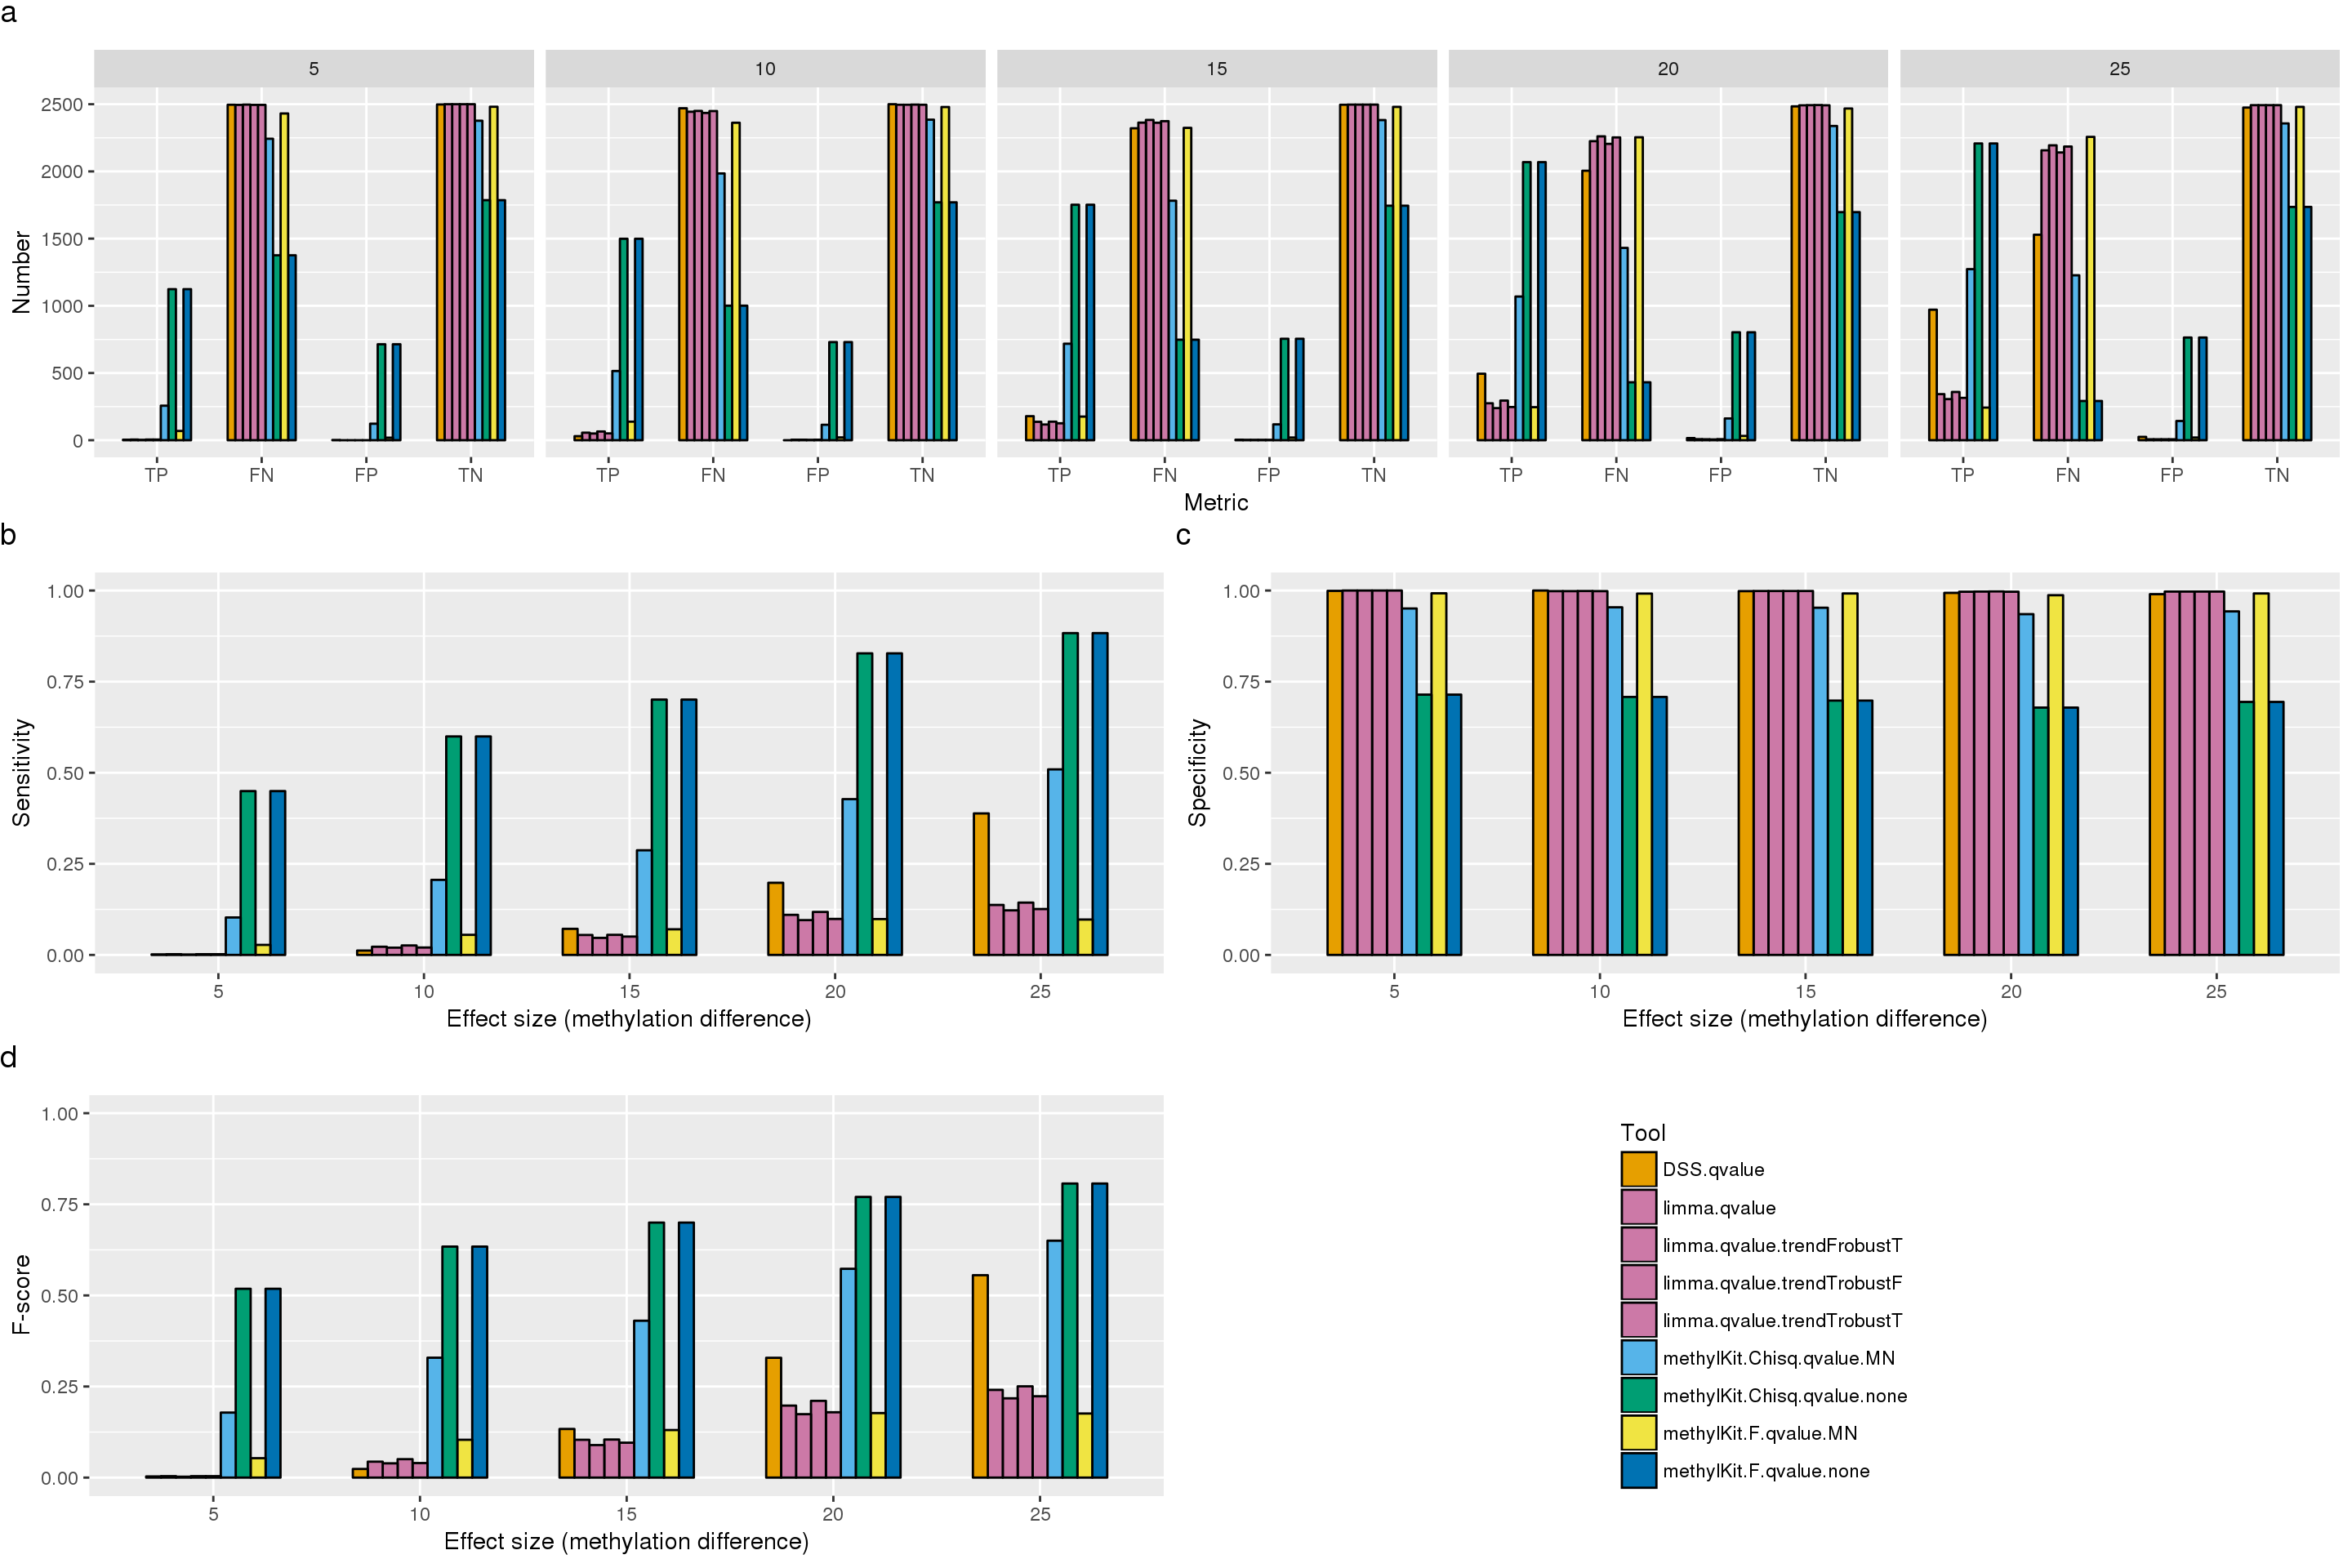 a
5 10 15 20 25
2500
2000
1500
1000
500
0
Number
TP FN FP TN TP FN FP TN TP FN FP TN TP FN FP TN TP FN FP TN
Metric
b
1.00
0.75
0.50
0.25
0.00
Sensitivity
5 10 15 20 25
Effect size (methylation difference)
c
1.00
0.75
0.50
0.25
0.00
Specificity
5 10 15 20 25
Effect size (methylation difference)
d
1.00
0.75
0.50
0.25
0.00
F-score
5 10 15 20 25
Effect size (methylation difference)
Tool
DSS.qvalue
limma.qvalue
limma.qvalue.trendFrobustT
limma.qvalue.trendTrobustF
limma.qvalue.trendTrobustT
methylKit.Chisq.qvalue.MN
methylKit.Chisq.qvalue.none
methylKit.F.qvalue.MN
methylKit.F.qvalue.none